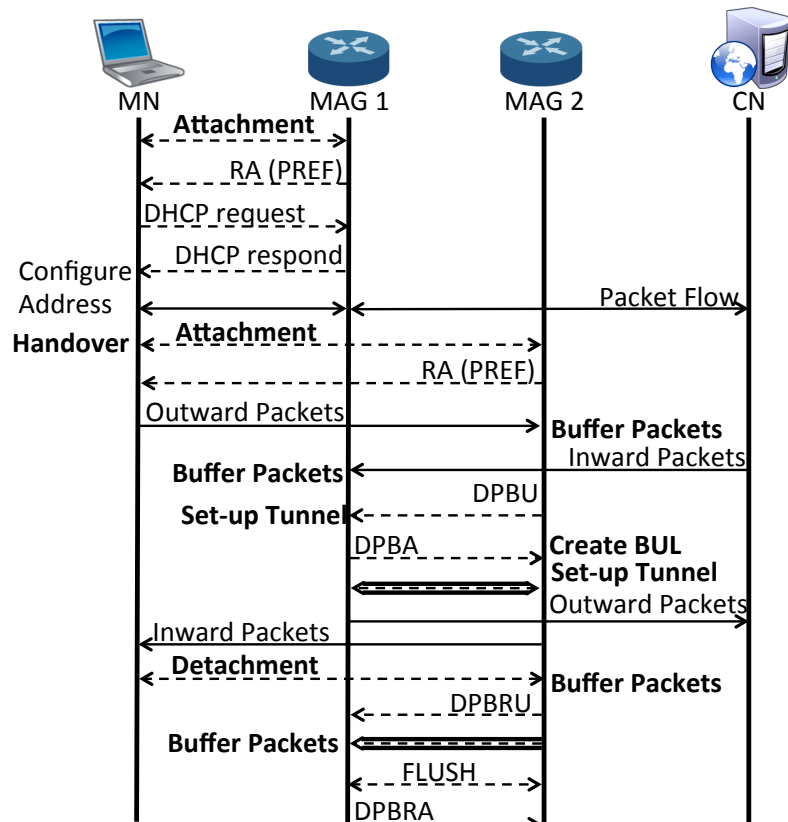 MN
MAG 1
MAG 2
CN
Attachment
RA (PREF)
DHCP request
DHCP respond
Configure
Address
Packet Flow
Handover
Attachment
RA (PREF)
Outward Packets
Buffer Packets
Inward Packets
Buffer Packets
DPBU
Set-up Tunnel
DPBA
Create BUL
Set-up Tunnel
Outward Packets
Inward Packets
Detachment
Buffer Packets
DPBRU
Buffer Packets
FLUSH
DPBRA